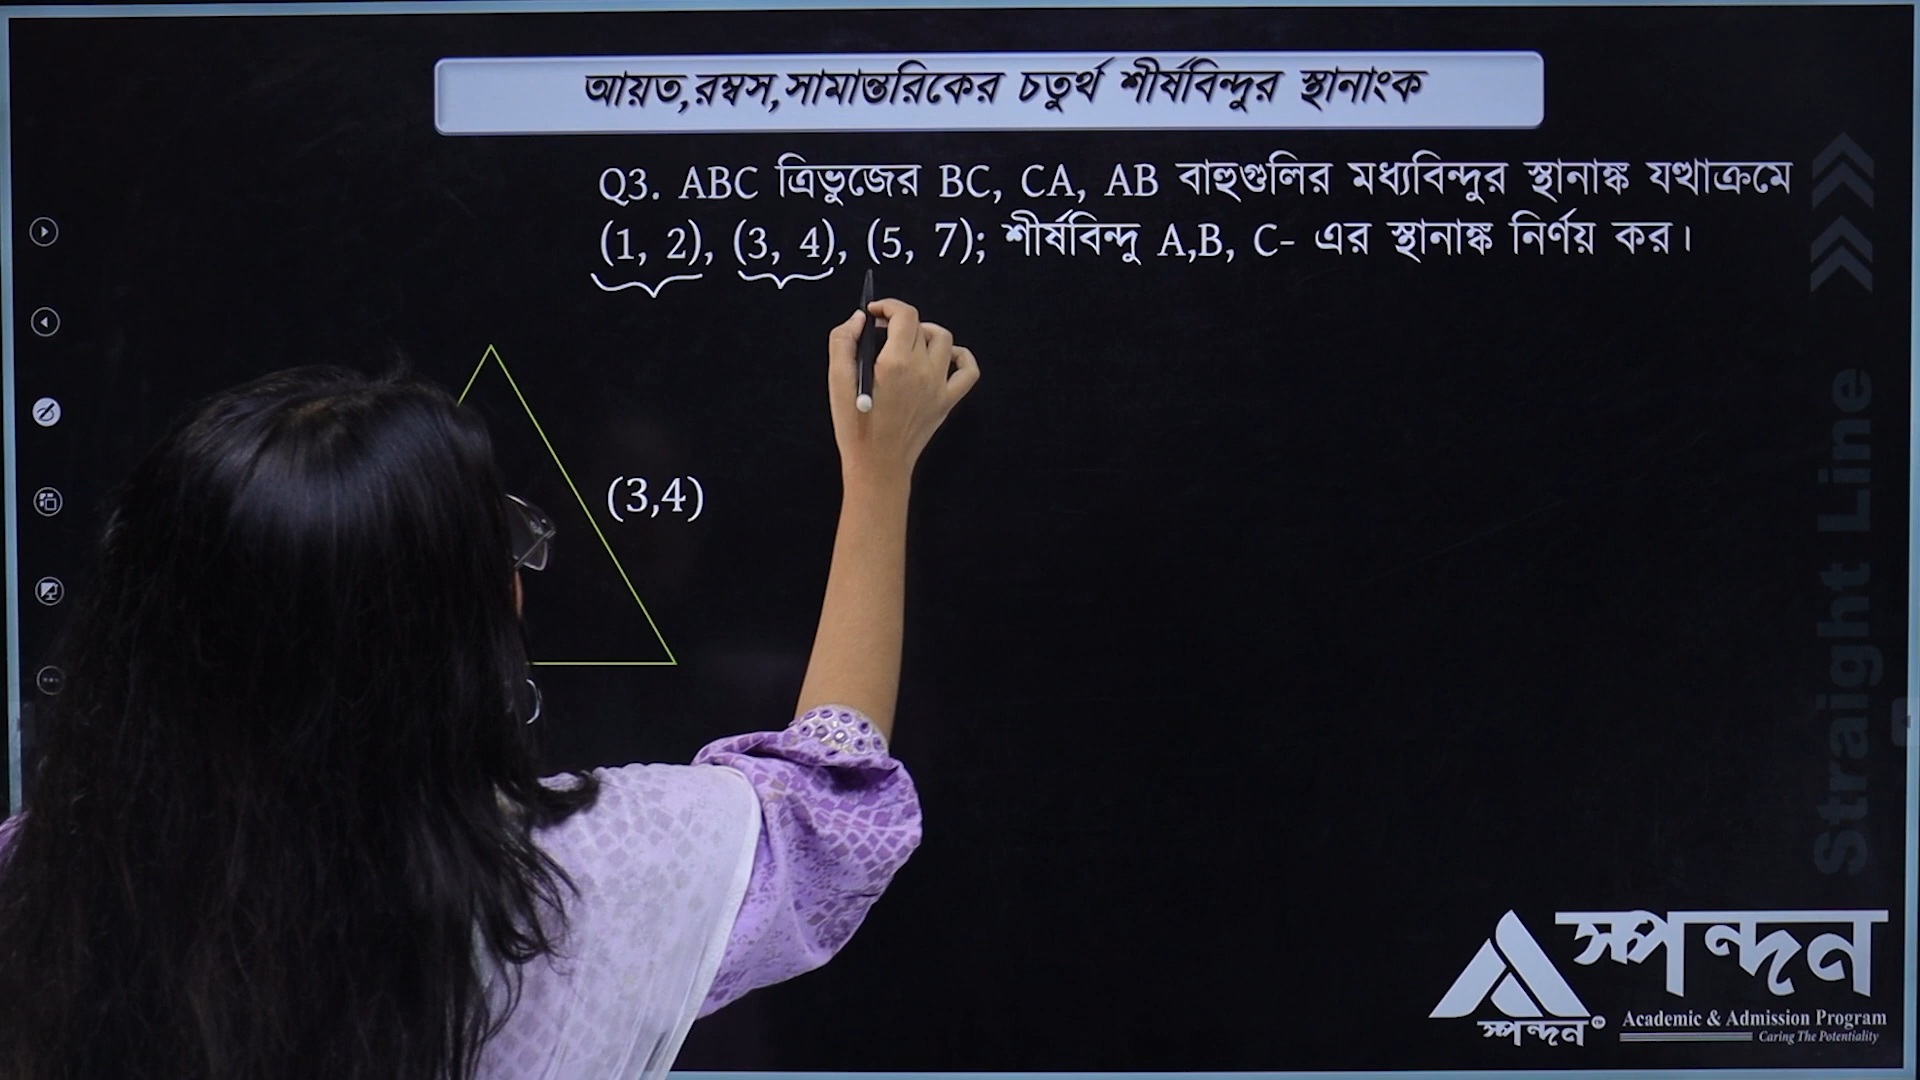 আয়ত,রম্বস,সামান্তরিকের চতুর্থ শীর্ষবিন্দুর স্থানাংক
Q3. ABC ত্রিভুজের BC, CA, AB বাহুগুলির মধ্যবিন্দুর স্থানাঙ্ক যথাক্রমে
(1, 2), (3, 4), (5, 7); শীর্ষবিন্দু A,B, C- এর স্থানাঙ্ক নির্ণয় কর।
(3,4)
Straight Line
স্পন্দন
স্পন্দন
Academic & Admission Program
Caring The Potentiality